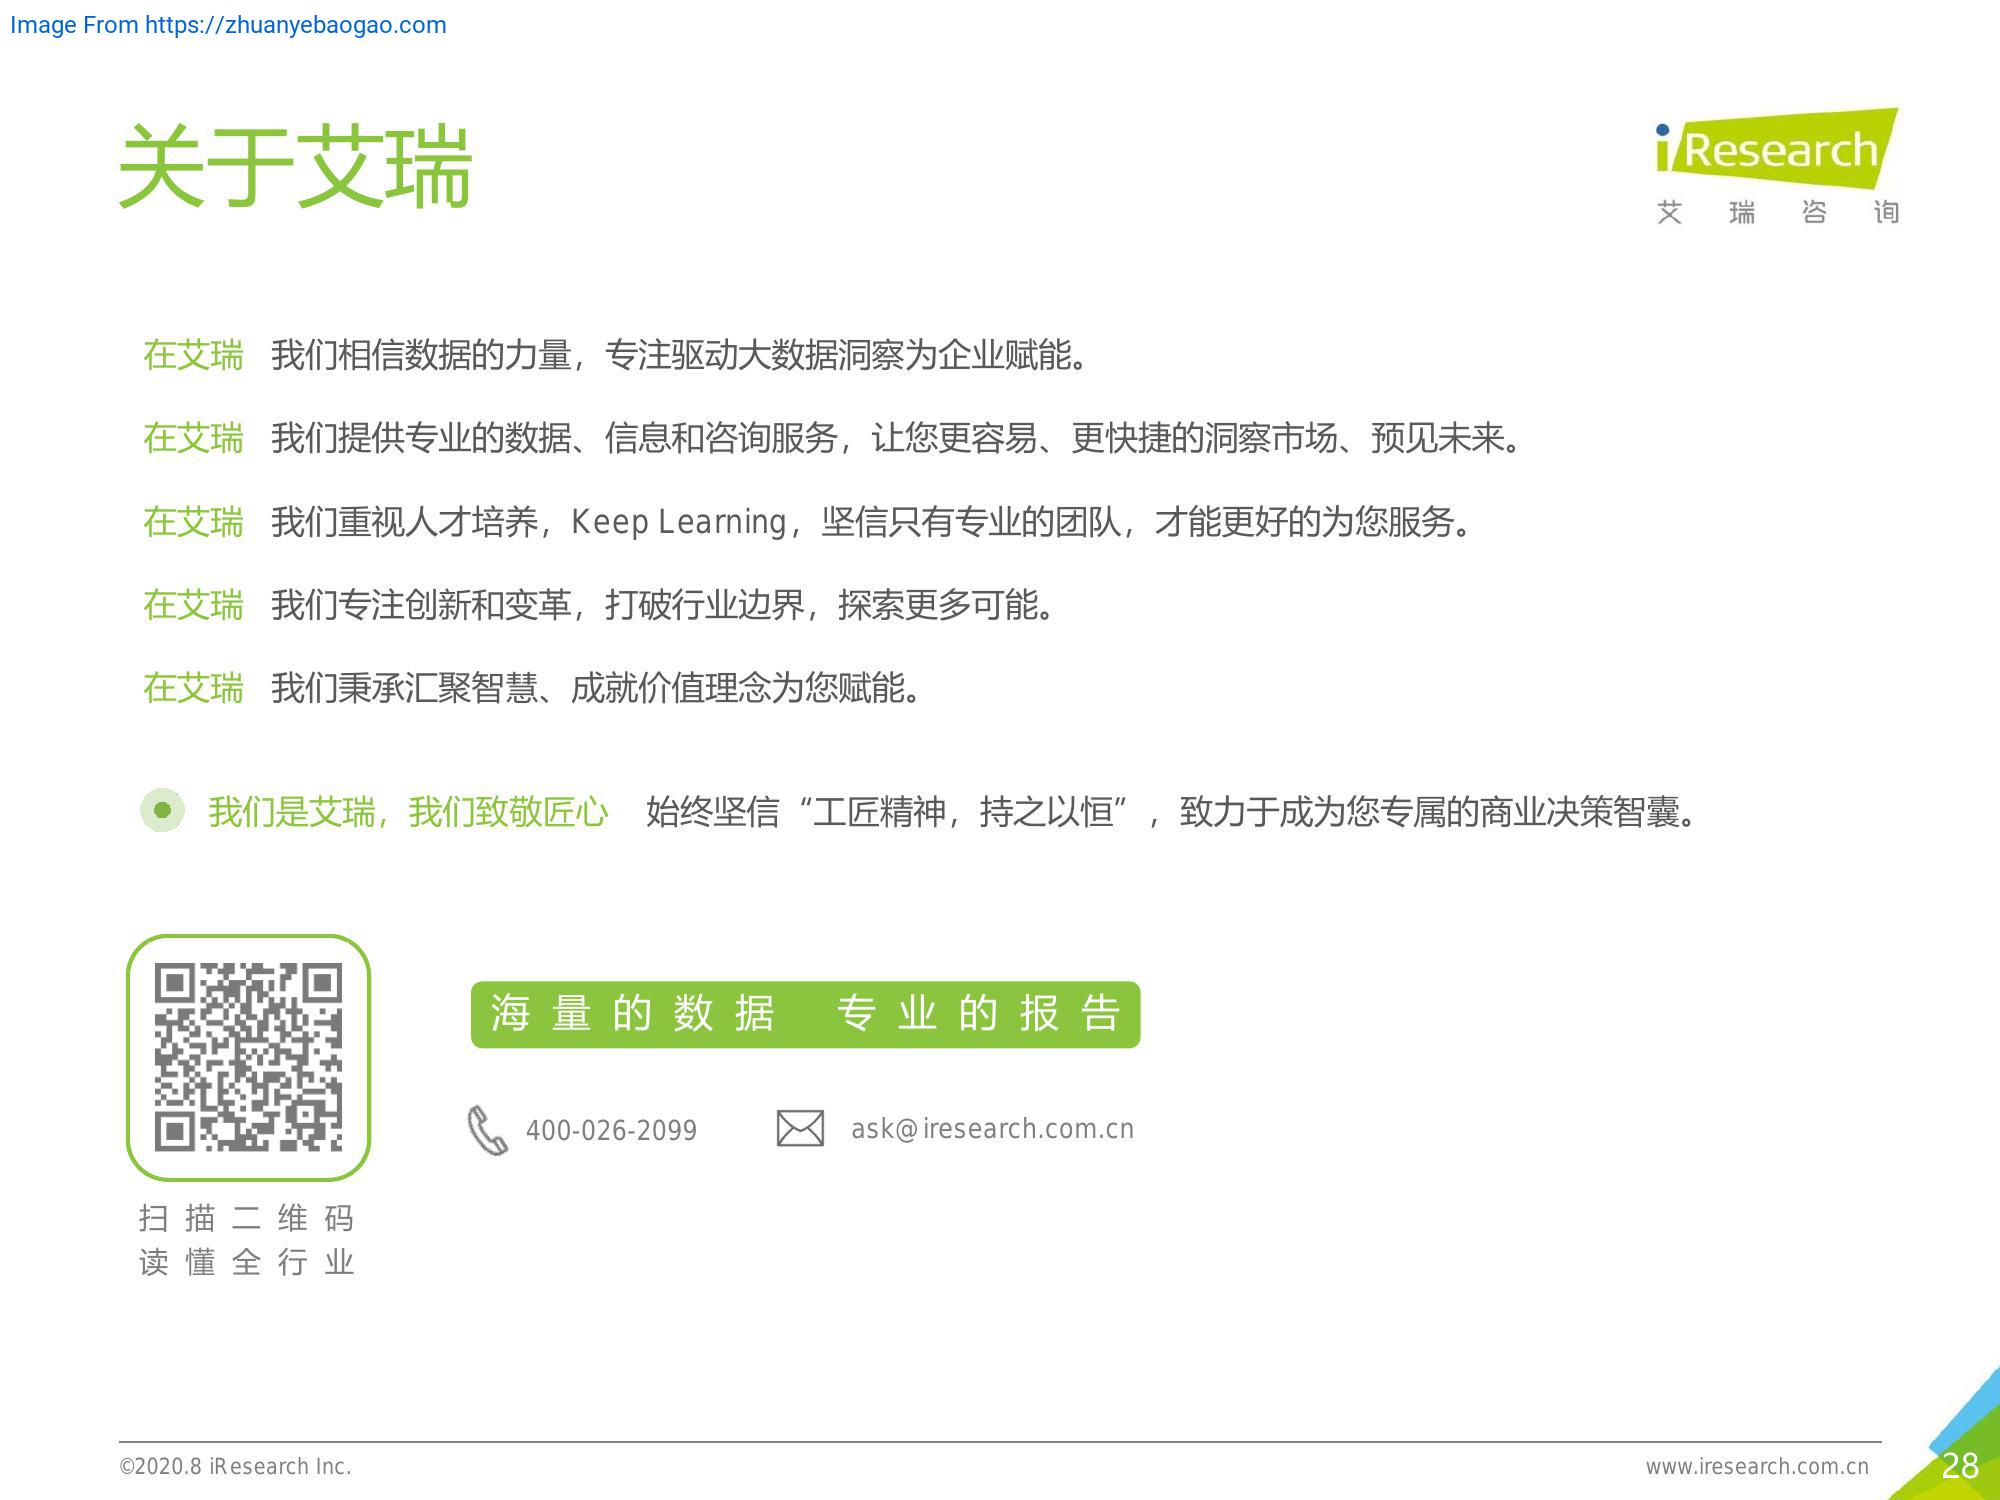 Image From https://zhuanyebaogao.com
关于艾瑞
iResearch
艾瑞咨询
在艾瑞 我们相信数据的力量，专注驱动大数据洞察为企业赋能。
在艾瑞 我们提供专业的数据、信息和咨询服务，让您更容易、更快捷的洞察市场、预见未来。
在艾瑞 我们重视人才培养，Keep Learning，坚信只有专业的团队，才能更好的为您服务。
在艾瑞 我们专注创新和变革，打破行业边界，探索更多可能。
在艾瑞 我们秉承汇聚智慧、成就价值理念为您赋能。
我们是艾瑞，我们致敬匠心 始终坚信“工匠精神，持之以恒”，致力于成为您专属的商业决策智囊。
海量的数据 专业的报告
400-026-2099 ask@iresearch.com.cn
扫描二维码
读懂全行业
©2020.8 iResearch Inc. www.iresearch.com.cn 28